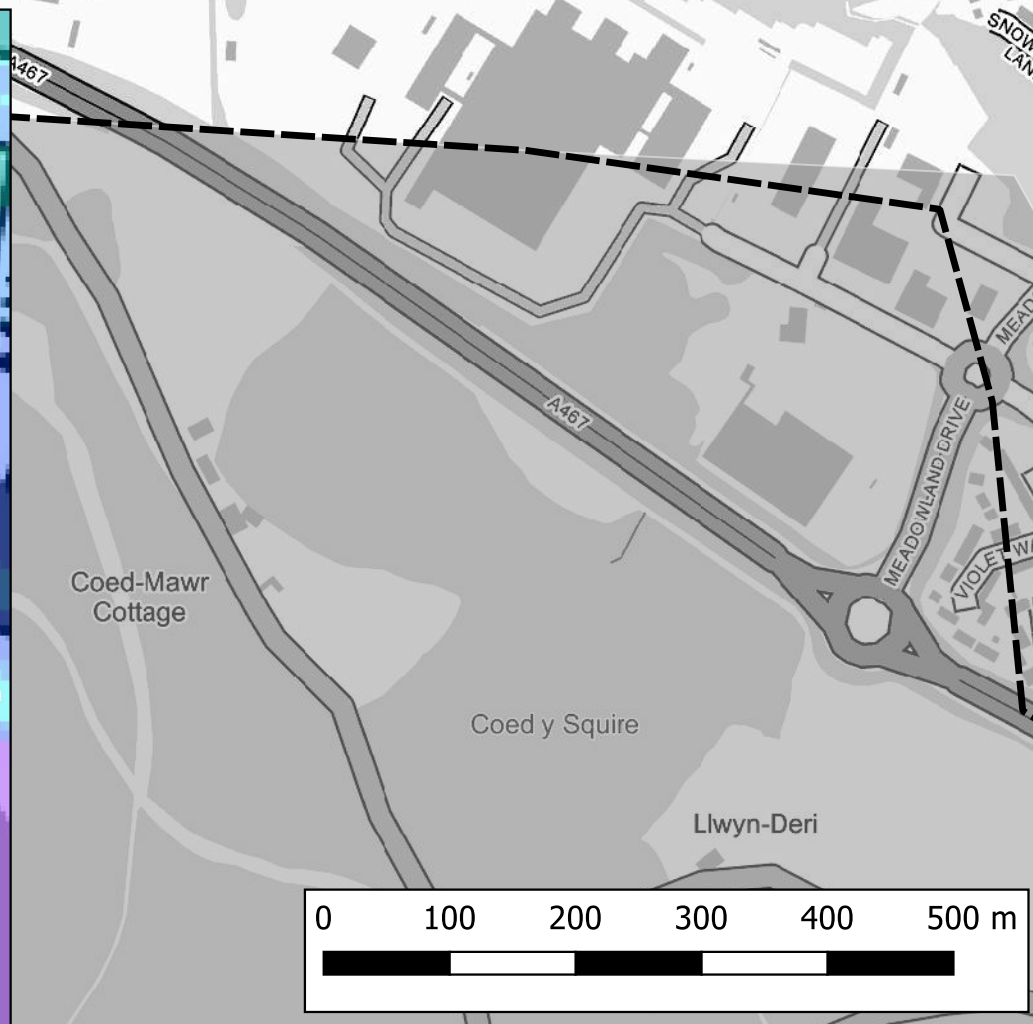 SNOW
LAN
A467
MEAD
A467
MEADOWLAND DRIVE
VIOLET WA
Coed-Mawr
Cottage
Coed y Squire
Llwyn-Deri
0 100 200 300 400 500 m